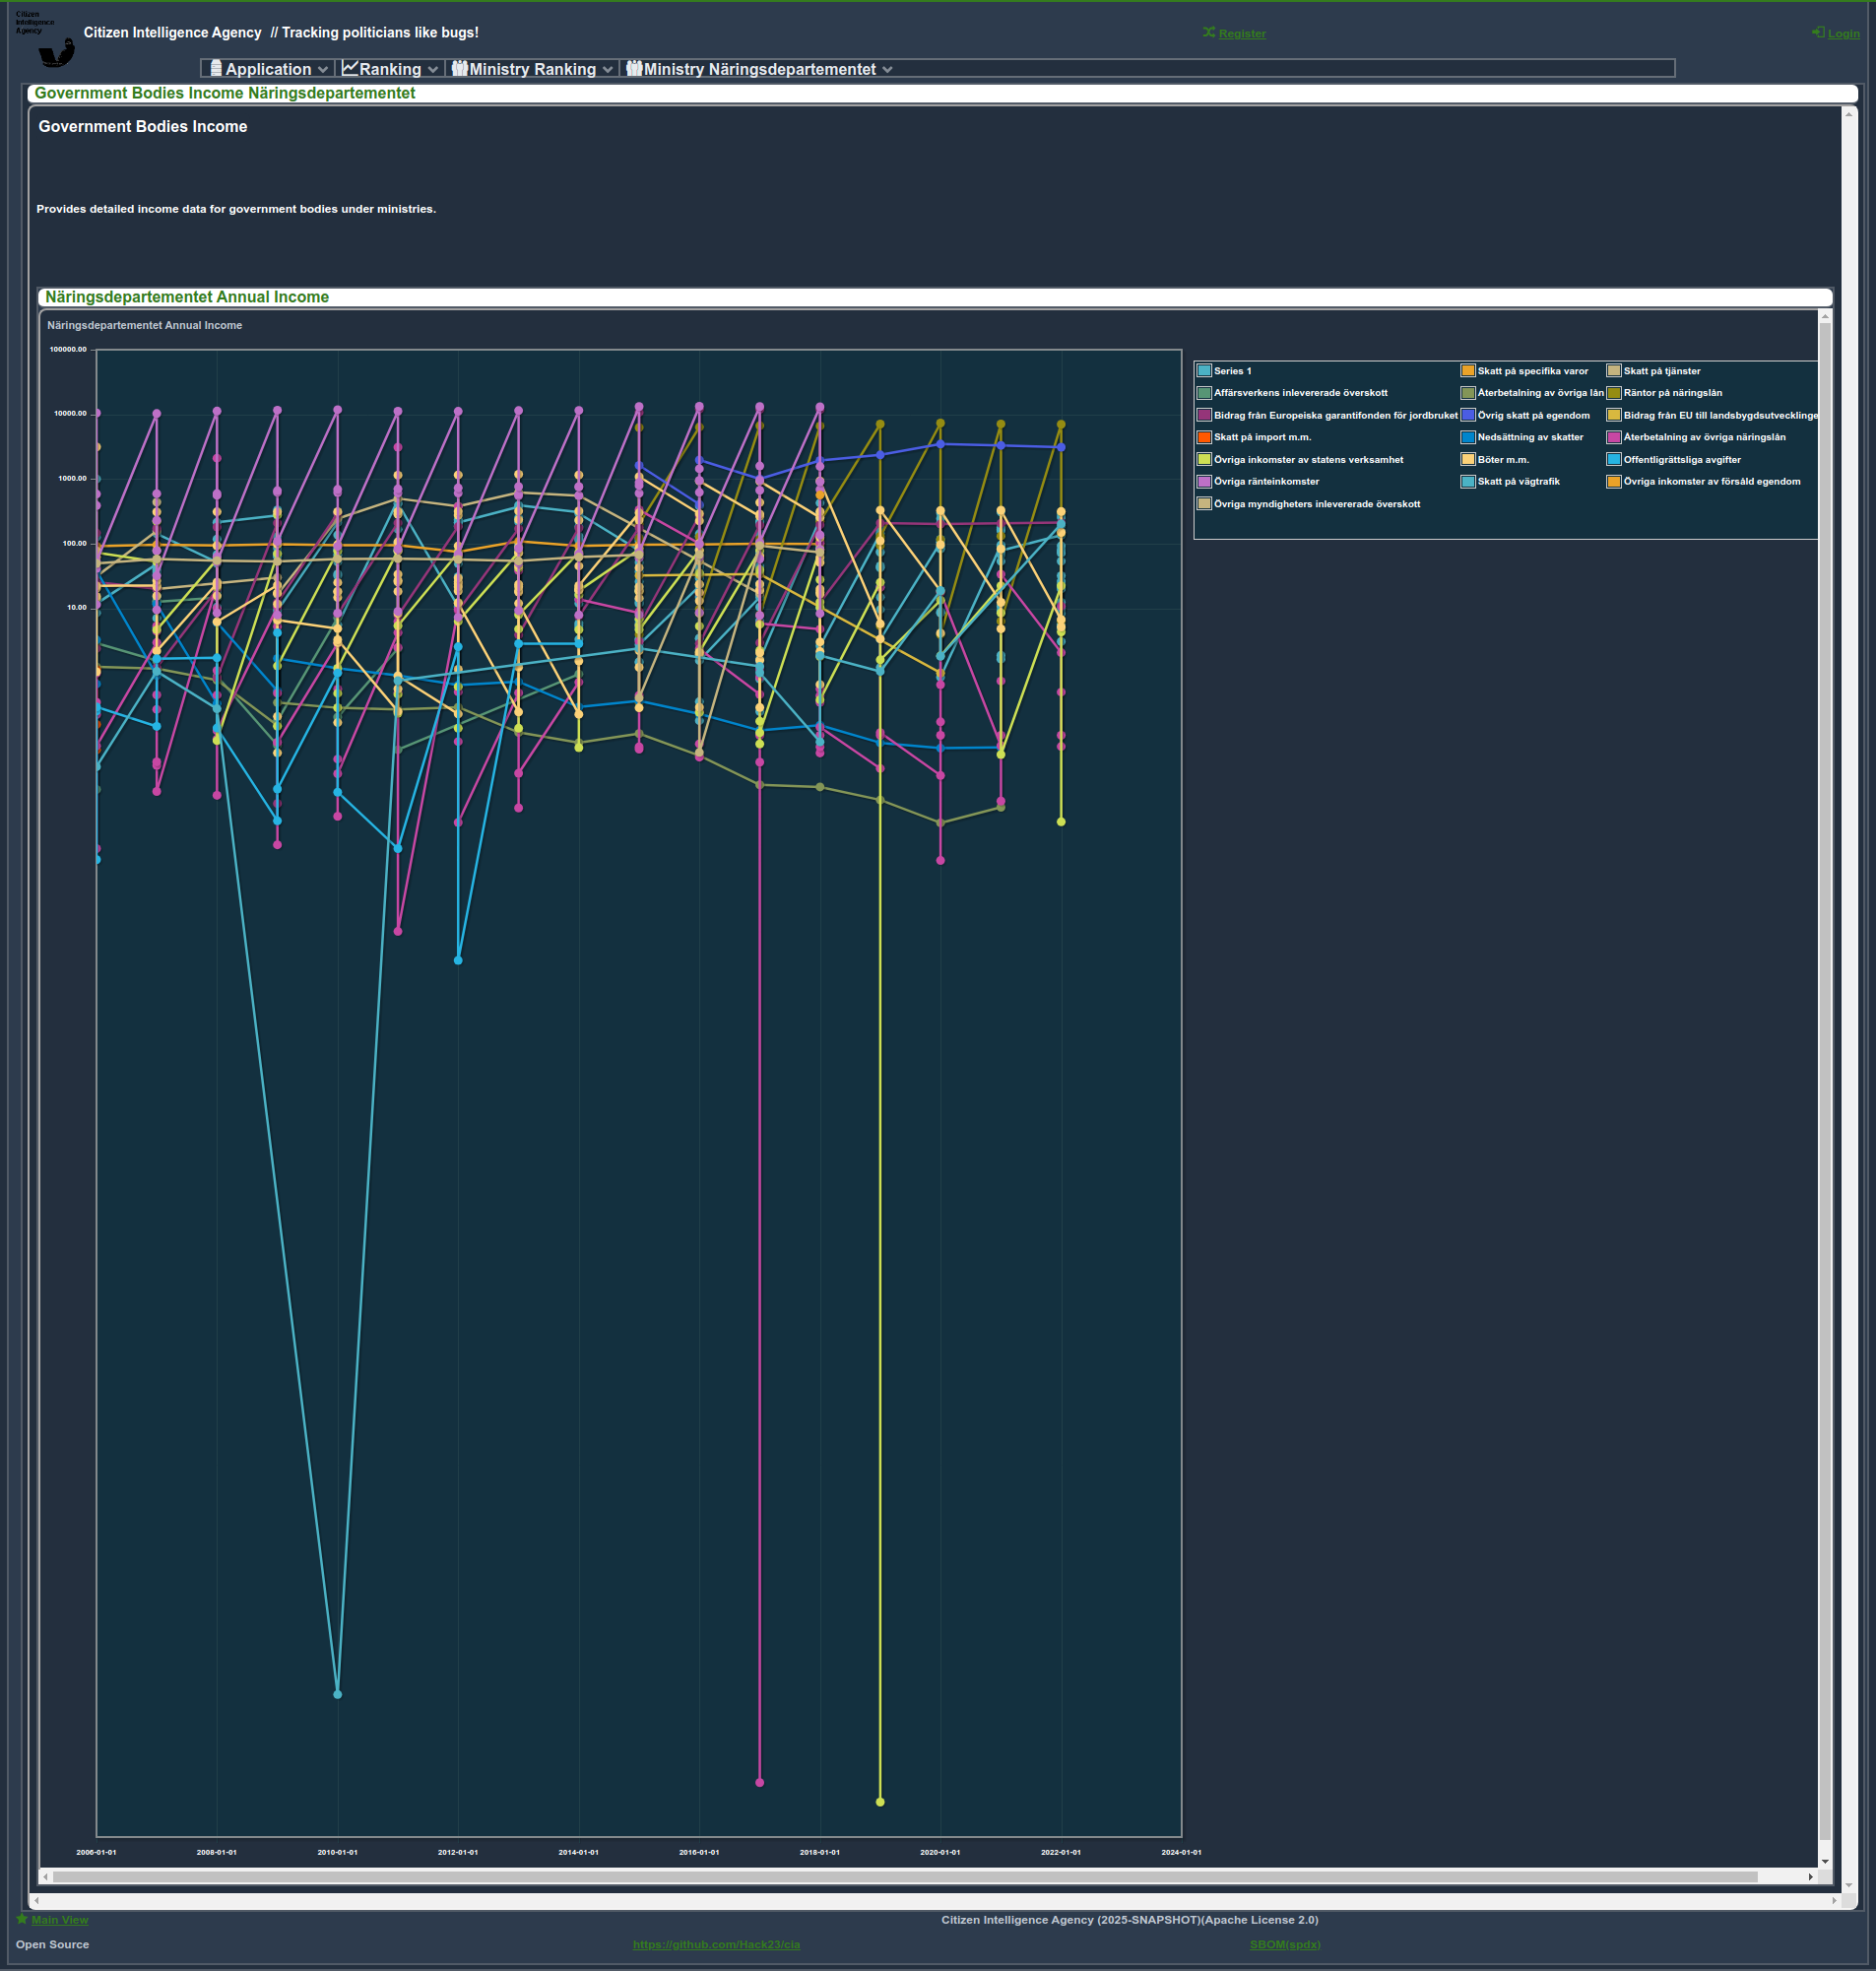 Citizen
Intelligence
Agency
Citizen Intelligence Agency // Tracking politicians like bugs!
Register
Login
Application
Ranking
Ministry Ranking
Ministry Näringsdepartementet
Government Bodies Income Näringsdepartementet
Government Bodies Income
Provides detailed income data for government bodies under ministries.
Näringsdepartementet Annual Income
Näringsdepartementet Annual Income
100000.00
10000.00
1000.00
100.00
10.00
Series 1
Skatt på specifika varor
Skatt på tjänster
Affärsverkens inlevererade överskott
Återbetalning av övriga lån
Räntor på näringslån
Bidrag från Europeiska garantifonden för jordbruket
Övrig skatt på egendom
Bidrag från EU till landsbygdsutvecklinge
Skatt på import m.m.
Nedsättning av skatter
Återbetalning av övriga näringslån
Övriga inkomster av statens verksamhet
Böter m.m.
Offentligrättsliga avgifter
Övriga ränteinkomster
Skatt på vägtrafik
Övriga inkomster av försåld egendom
Övriga myndigheters inlevererade överskott
2006-01-01
2008-01-01
2010-01-01
2012-01-01
2014-01-01
2016-01-01
2018-01-01
2020-01-01
2022-01-01
2024-01-01
Main View
Citizen Intelligence Agency (2025-SNAPSHOT)(Apache License 2.0)
Open Source
https://github.com/Hack23/cia
SBOM(spdx)